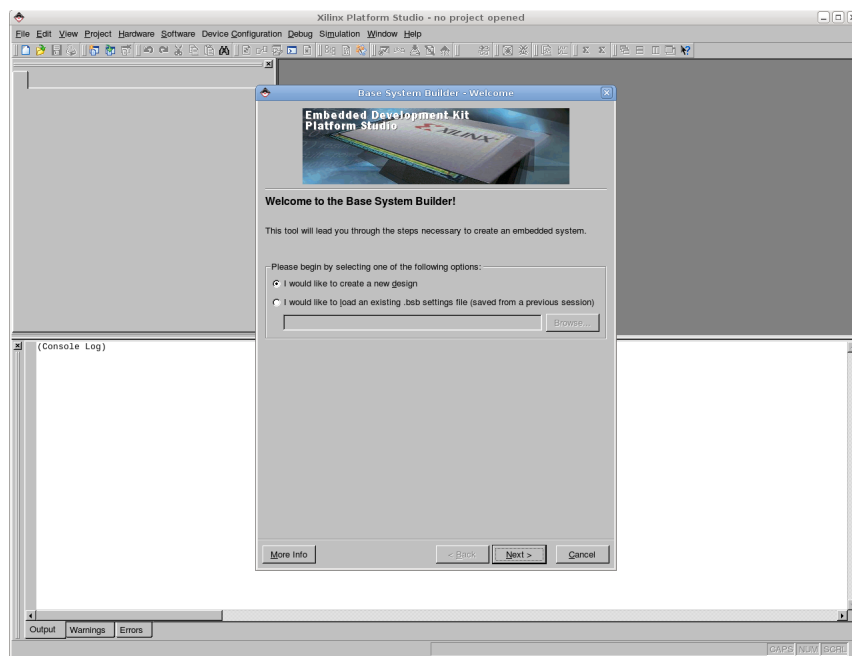 Xilinx Platform Studio - no project opened
File Edit View Project Hardware Software Device Configuration Debug Simulation Window Help
Base System Builder - Welcome
Embedded Development Kit
Platform Studio
XILINX
Welcome to the Base System Builder!
This tool will lead you through the steps necessary to create an embedded system.
Please begin by selecting one of the following options:
I would like to create a new design
I would like to load an existing .bsb settings file (saved from a previous session)
Browse...
(Console Log)
More Info
< Back
Next >
Cancel
Output Warnings Errors
CAPS NUM SCRL